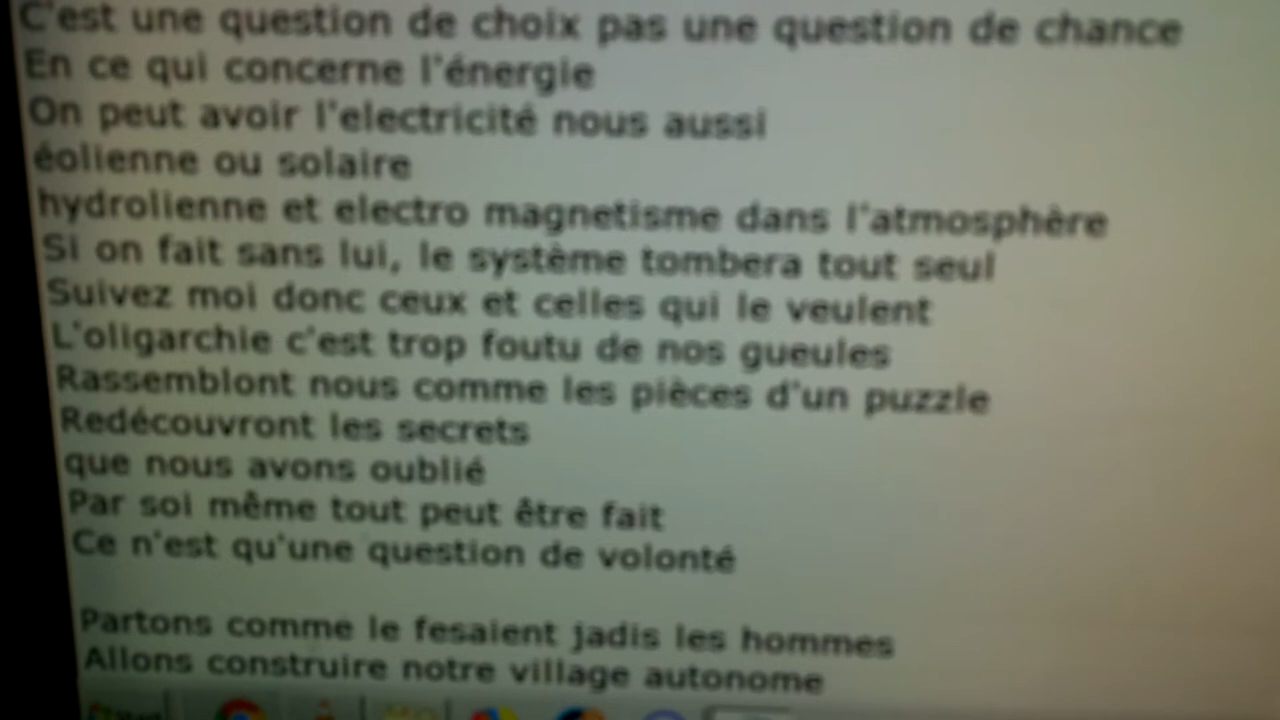 C'est une question de choix pas une question de chance
En ce qui concerne l'énergie
On peut avoir l'electricité nous aussi
éolienne ou solaire
hydrolienne et electro magnetisme dans l'atmosphère
Si on fait sans lui, le système tombera tout seul
Suivez moi donc ceux et celles qui le veulent
L'oligarchie c'est trop foutu de nos gueules
Rassemblont nous comme les pièces d'un puzzle
Redécouvront les secrets
que nous avons oublié
Par soi même tout peut être fait
Ce n'est qu'une question de volonté
Partons comme le fesaient jadis les hommes
Allons construire notre village autonome